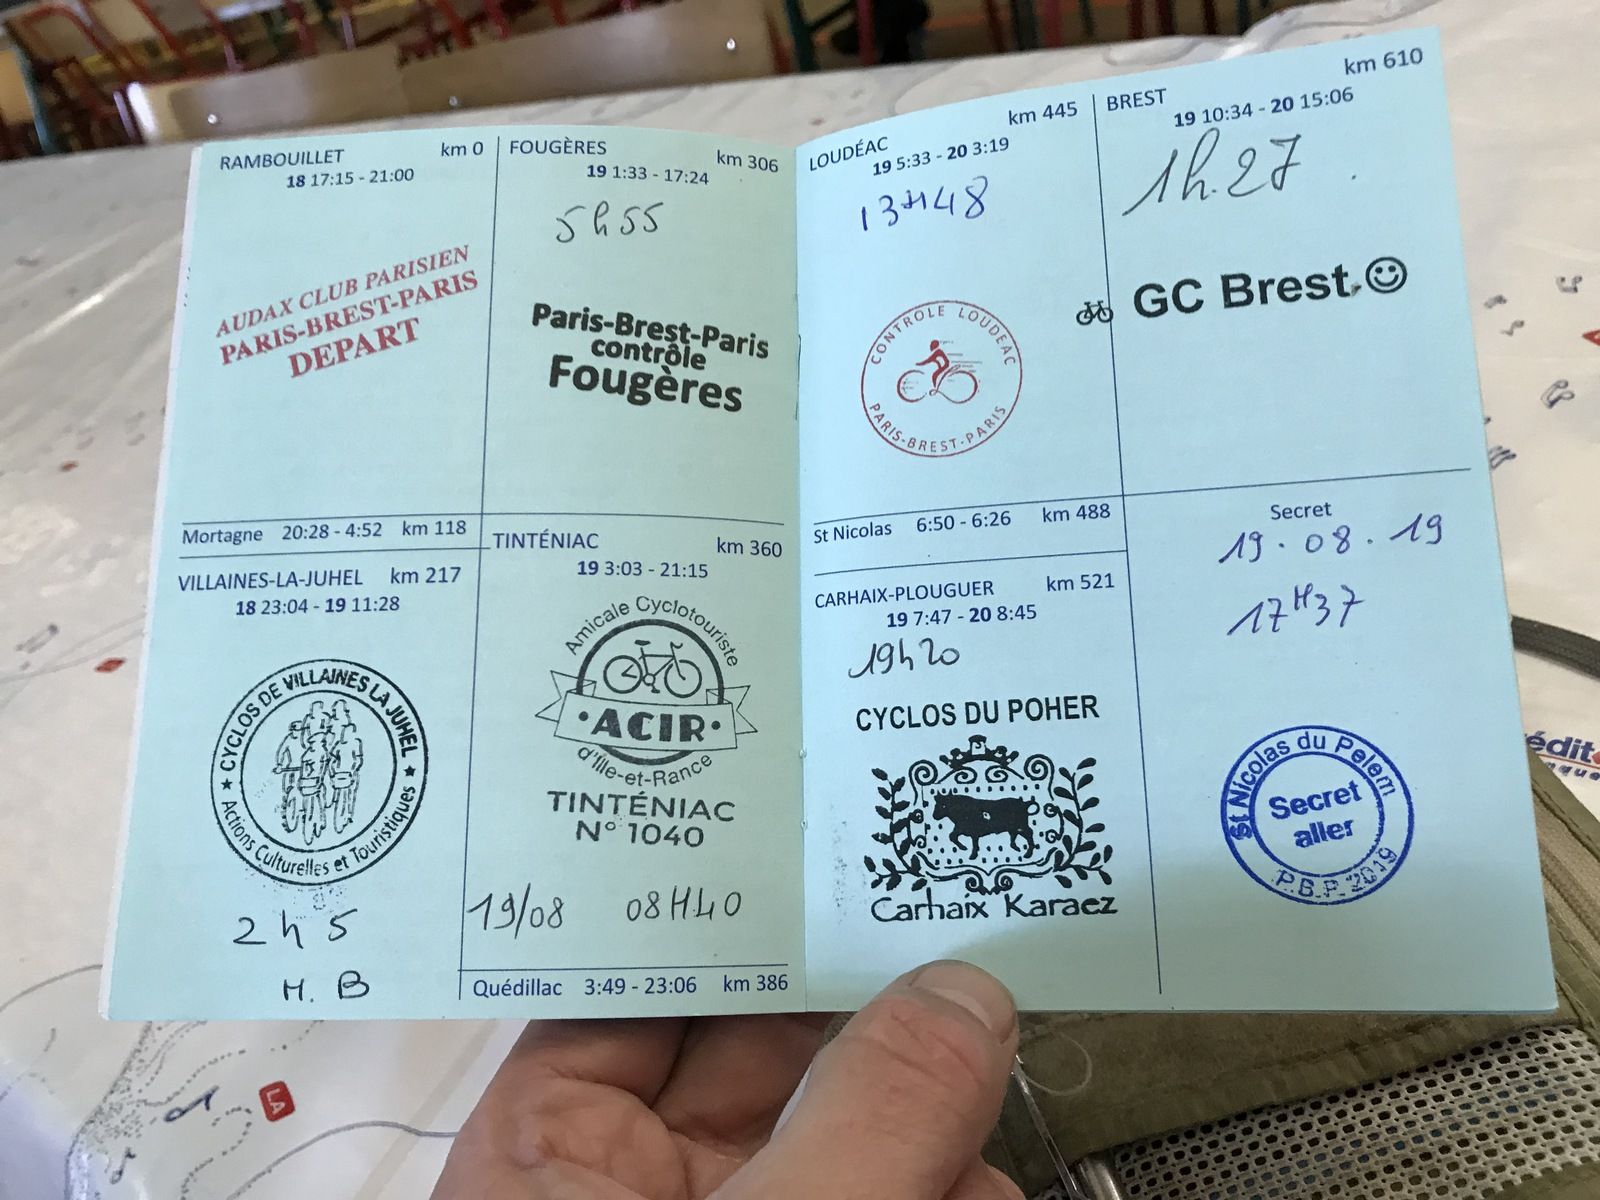 RAMBOUILLET km 0
18 17:15 - 21:00
AUDAX CLUB PARISIEN
PARIS-BREST-PARIS
DEPART
Mortagne 20:28 - 4:52 km 118
VILLAINES-LA-JUHEL km 217
18 23:04 - 19 11:28
CYCLOS DE VILLAINES LA JUHEL
★ Actions Culturelles et Touristiques ★
2h5
H. B
FOUGÈRES km 306
19 1:33 - 17:24
5h55
Paris-Brest-Paris
contrôle
Fougères
TINTÉNIAC km 360
19 3:03 - 21:15
Amicale Cyclotouriste
·ACIR·
d'Ille-et-Rance
TINTÉNIAC
N° 1040
19/08 08H40
Quédillac 3:49 - 23:06 km 386
LOUDÉAC km 445
19 5:33 - 20 3:19
13H48
CONTROLE LOUDEAC
PARIS-BREST-PARIS
St Nicolas 6:50 - 6:26 km 488
CARHAIX-PLOUGUER km 521
19 7:47 - 20 8:45
19h20
CYCLOS DU POHER
Carhaix Karaez
BREST km 610
19 10:34 - 20 15:06
1h.27
GC Brest
Secret
19.08.19
17H37
St Nicolas du Pelem
Secret
aller
P.B.P. 2019
LA